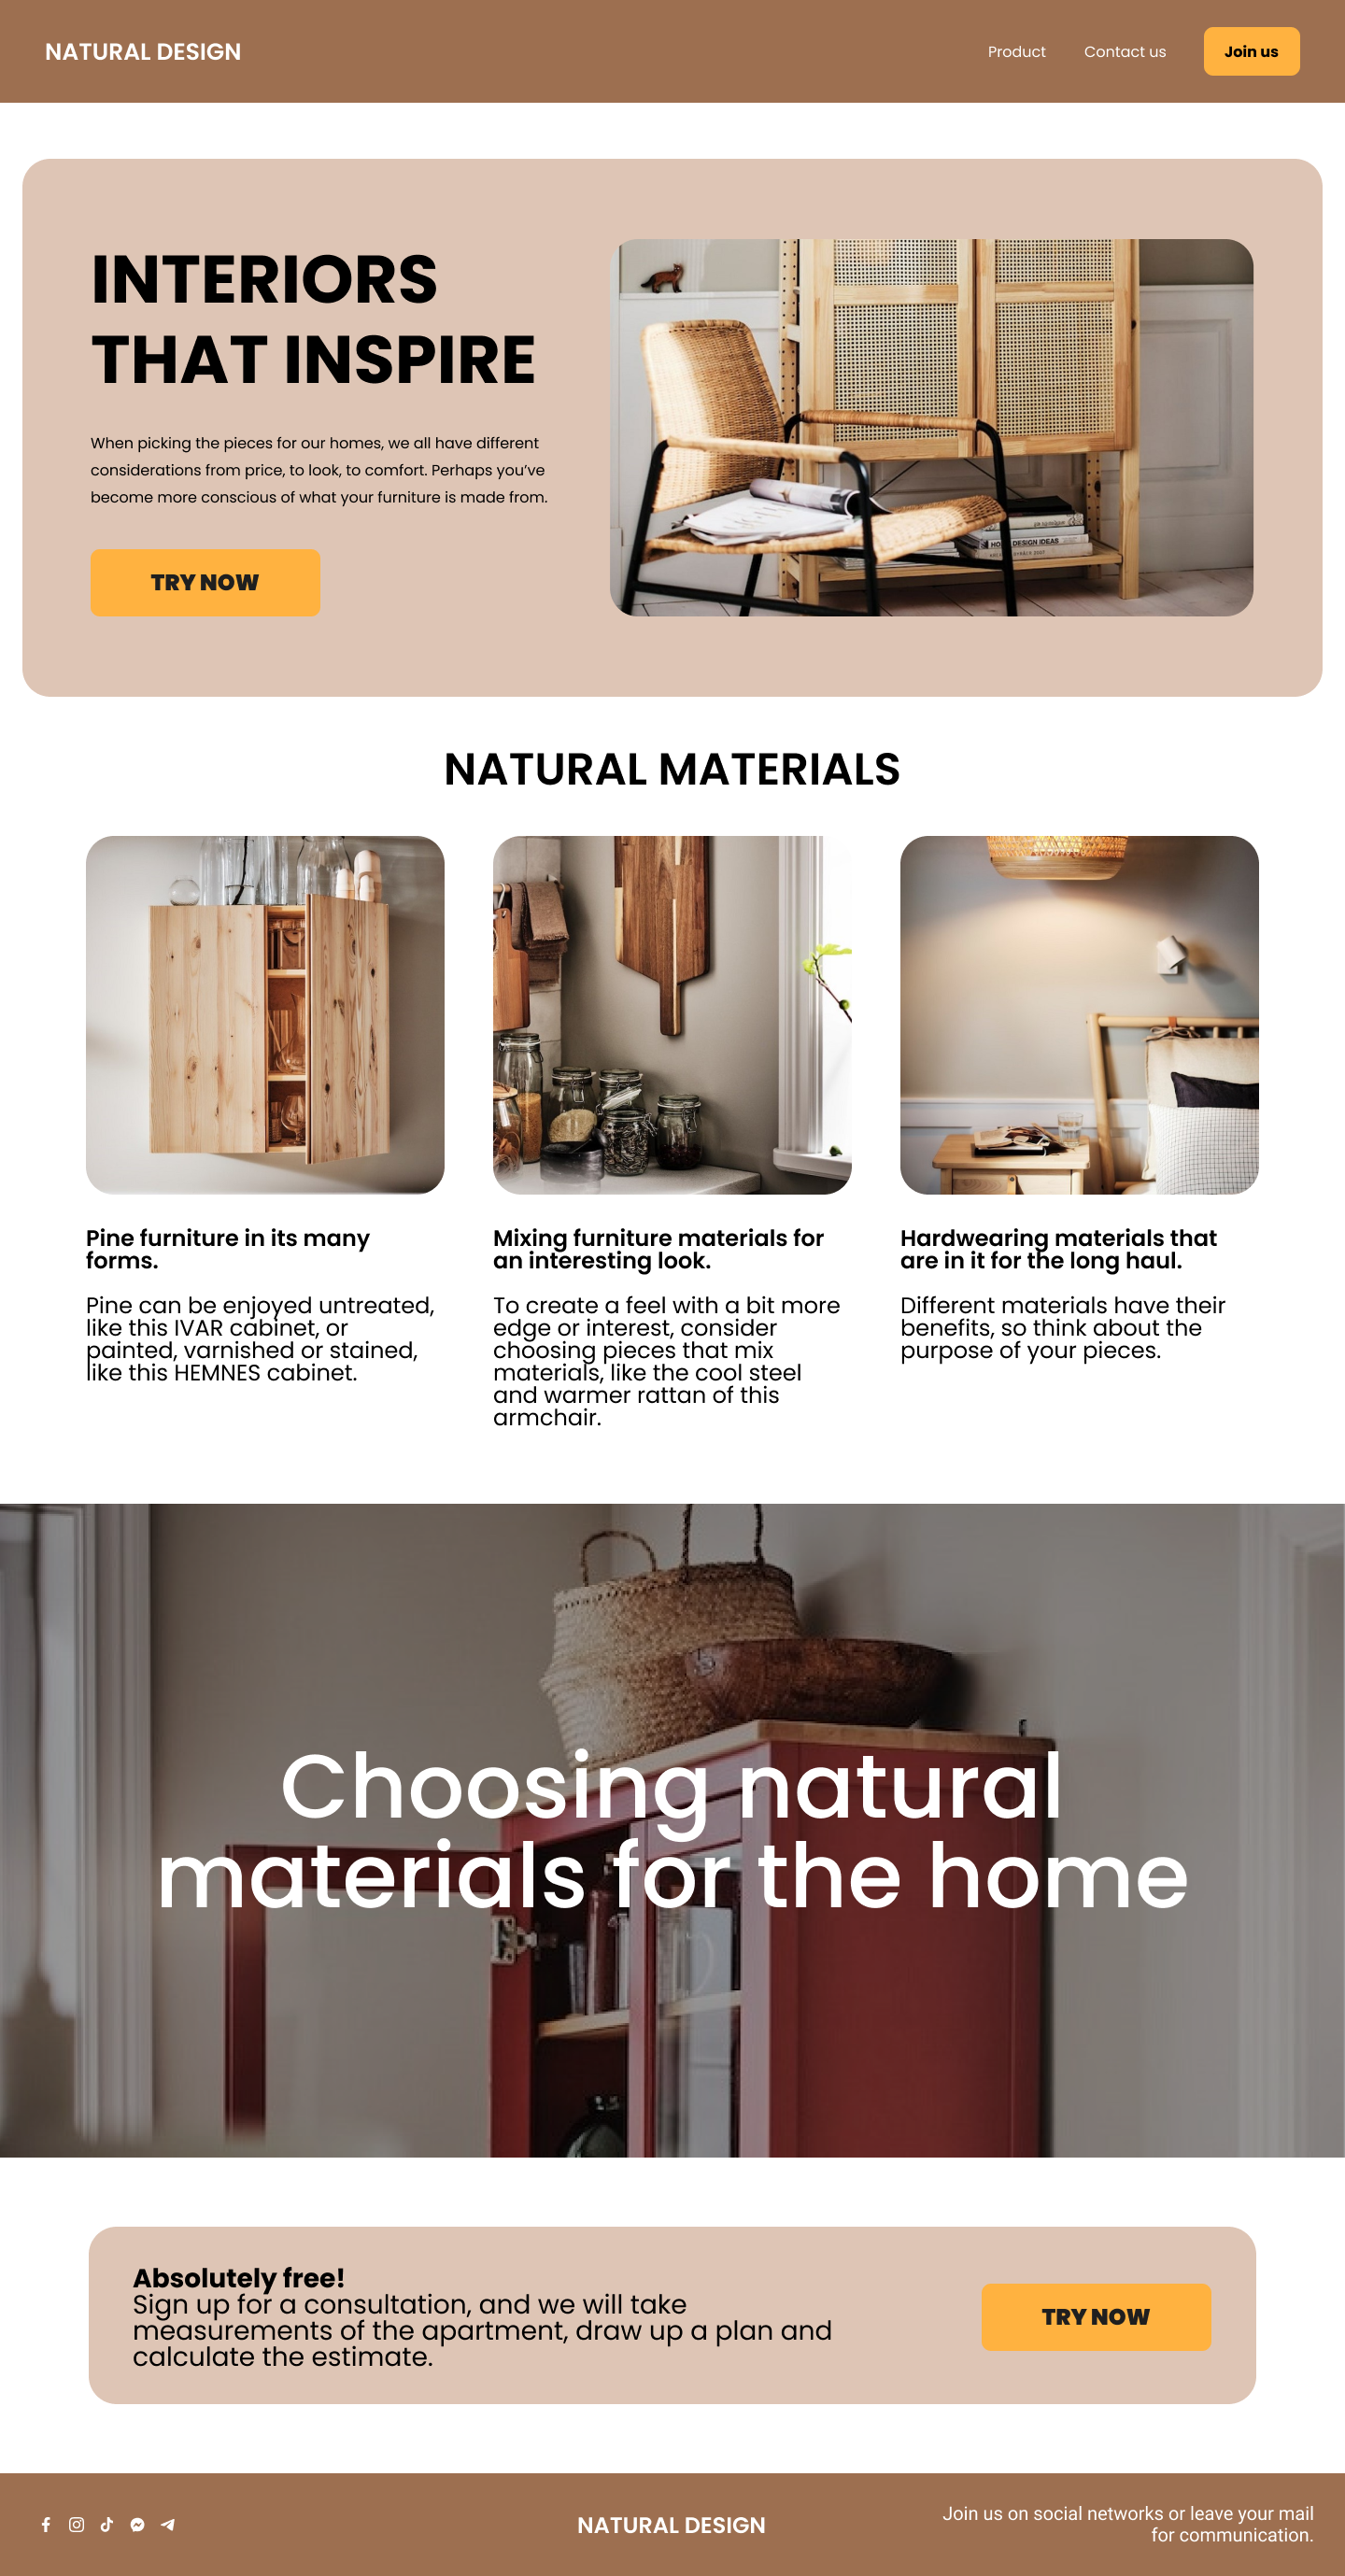 NATURAL DESIGN
Product
Contact us
Join us
INTERIORS
THAT INSPIRE
When picking the pieces for our homes, we all have different
considerations from price, to look, to comfort. Perhaps you’ve
become more conscious of what your furniture is made from.
TRY NOW
DESIGN IDEAS
NATURAL MATERIALS
Pine furniture in its many
forms.
Pine can be enjoyed untreated,
like this IVAR cabinet, or
painted, varnished or stained,
like this HEMNES cabinet.
Mixing furniture materials for
an interesting look.
To create a feel with a bit more
edge or interest, consider
choosing pieces that mix
materials, like the cool steel
and warmer rattan of this
armchair.
Hardwearing materials that
are in it for the long haul.
Different materials have their
benefits, so think about the
purpose of your pieces.
Choosing natural
materials for the home
Absolutely free!
Sign up for a consultation, and we will take
measurements of the apartment, draw up a plan and
calculate the estimate.
TRY NOW
NATURAL DESIGN
Join us on social networks or leave your mail
for communication.